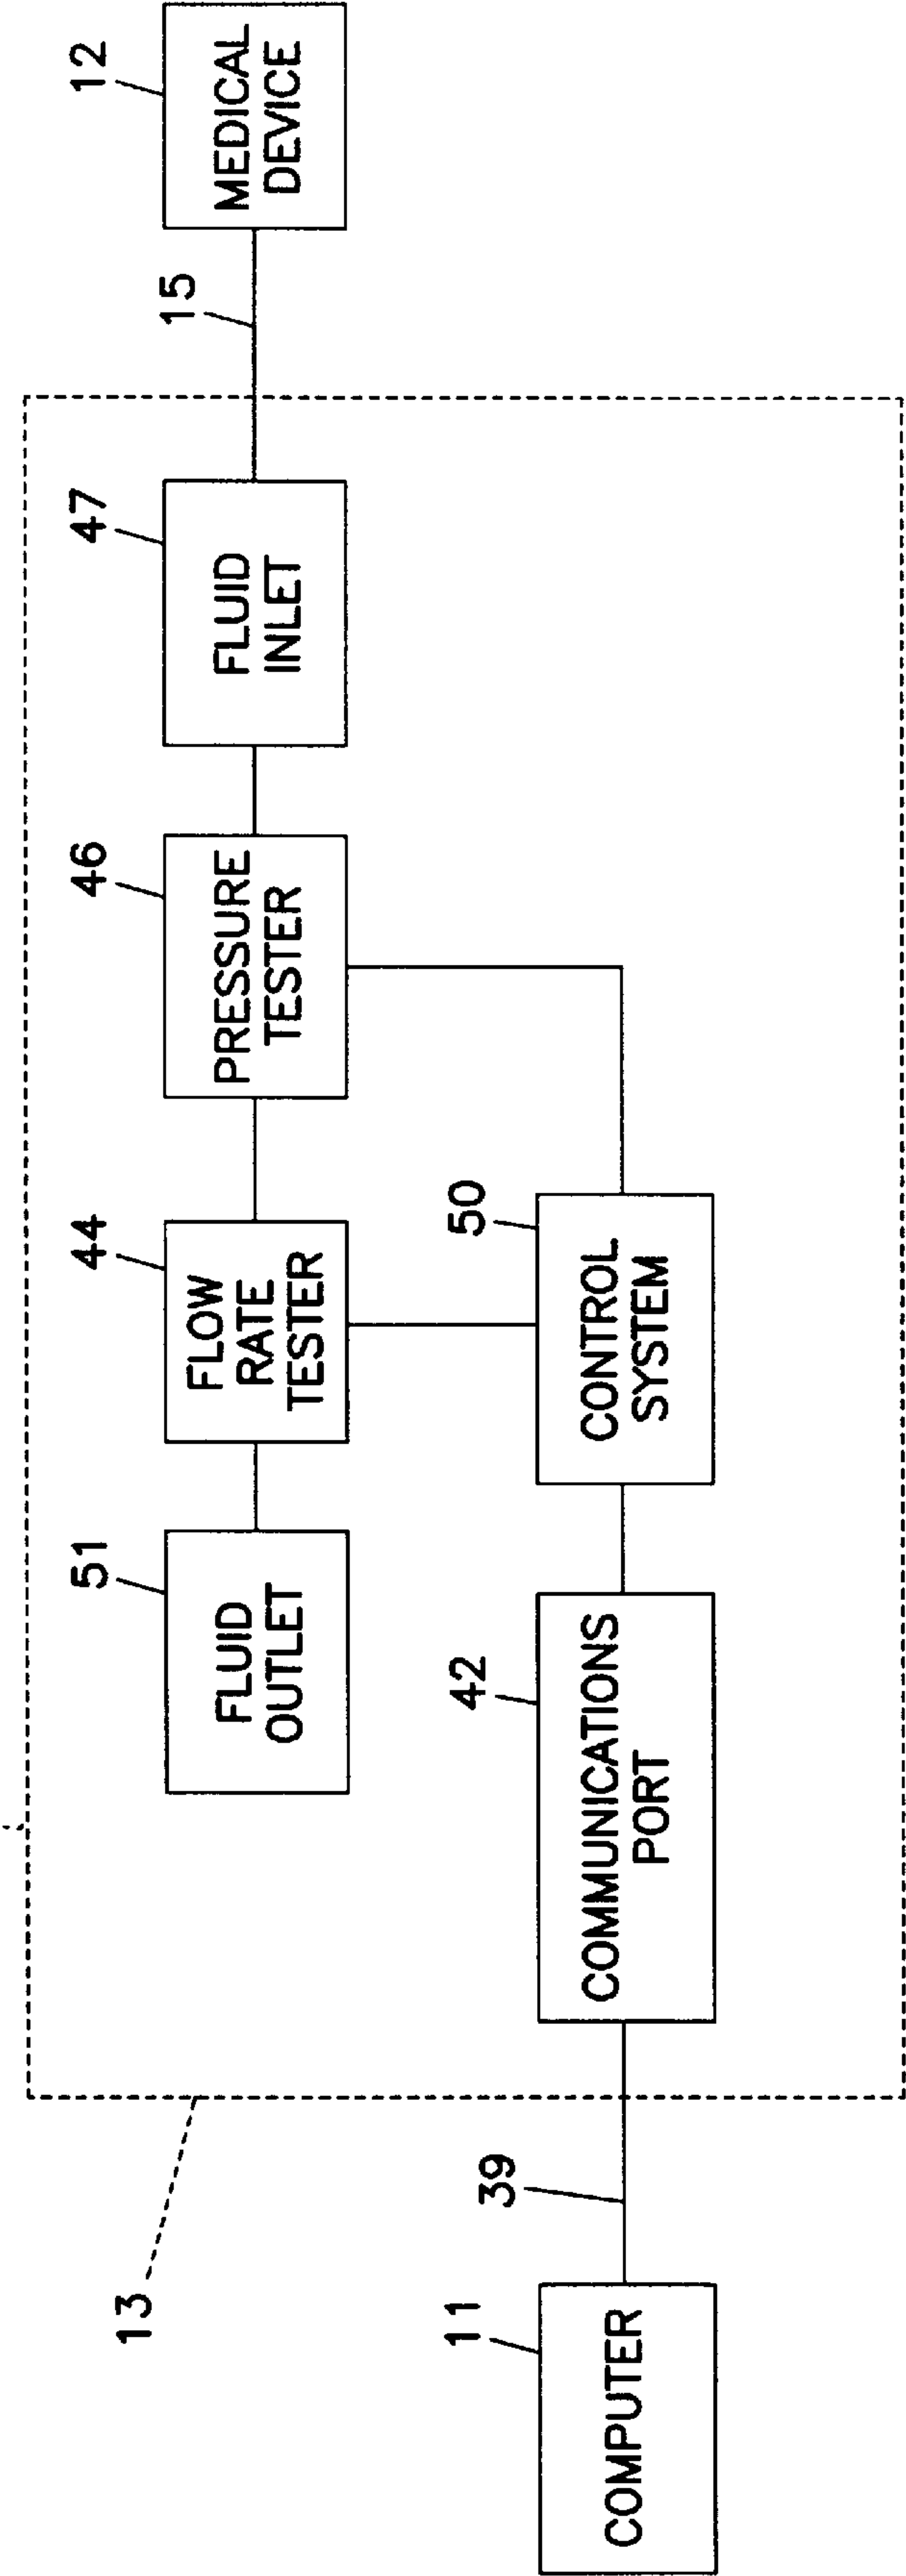 13
51
FLUID
OUTLET
44
FLOW
RATE
TESTER
46
PRESSURE
TESTER
47
FLUID
INLET
15
12
MEDICAL
DEVICE
11
COMPUTER
39
42
COMMUNICATIONS
PORT
50
CONTROL
SYSTEM